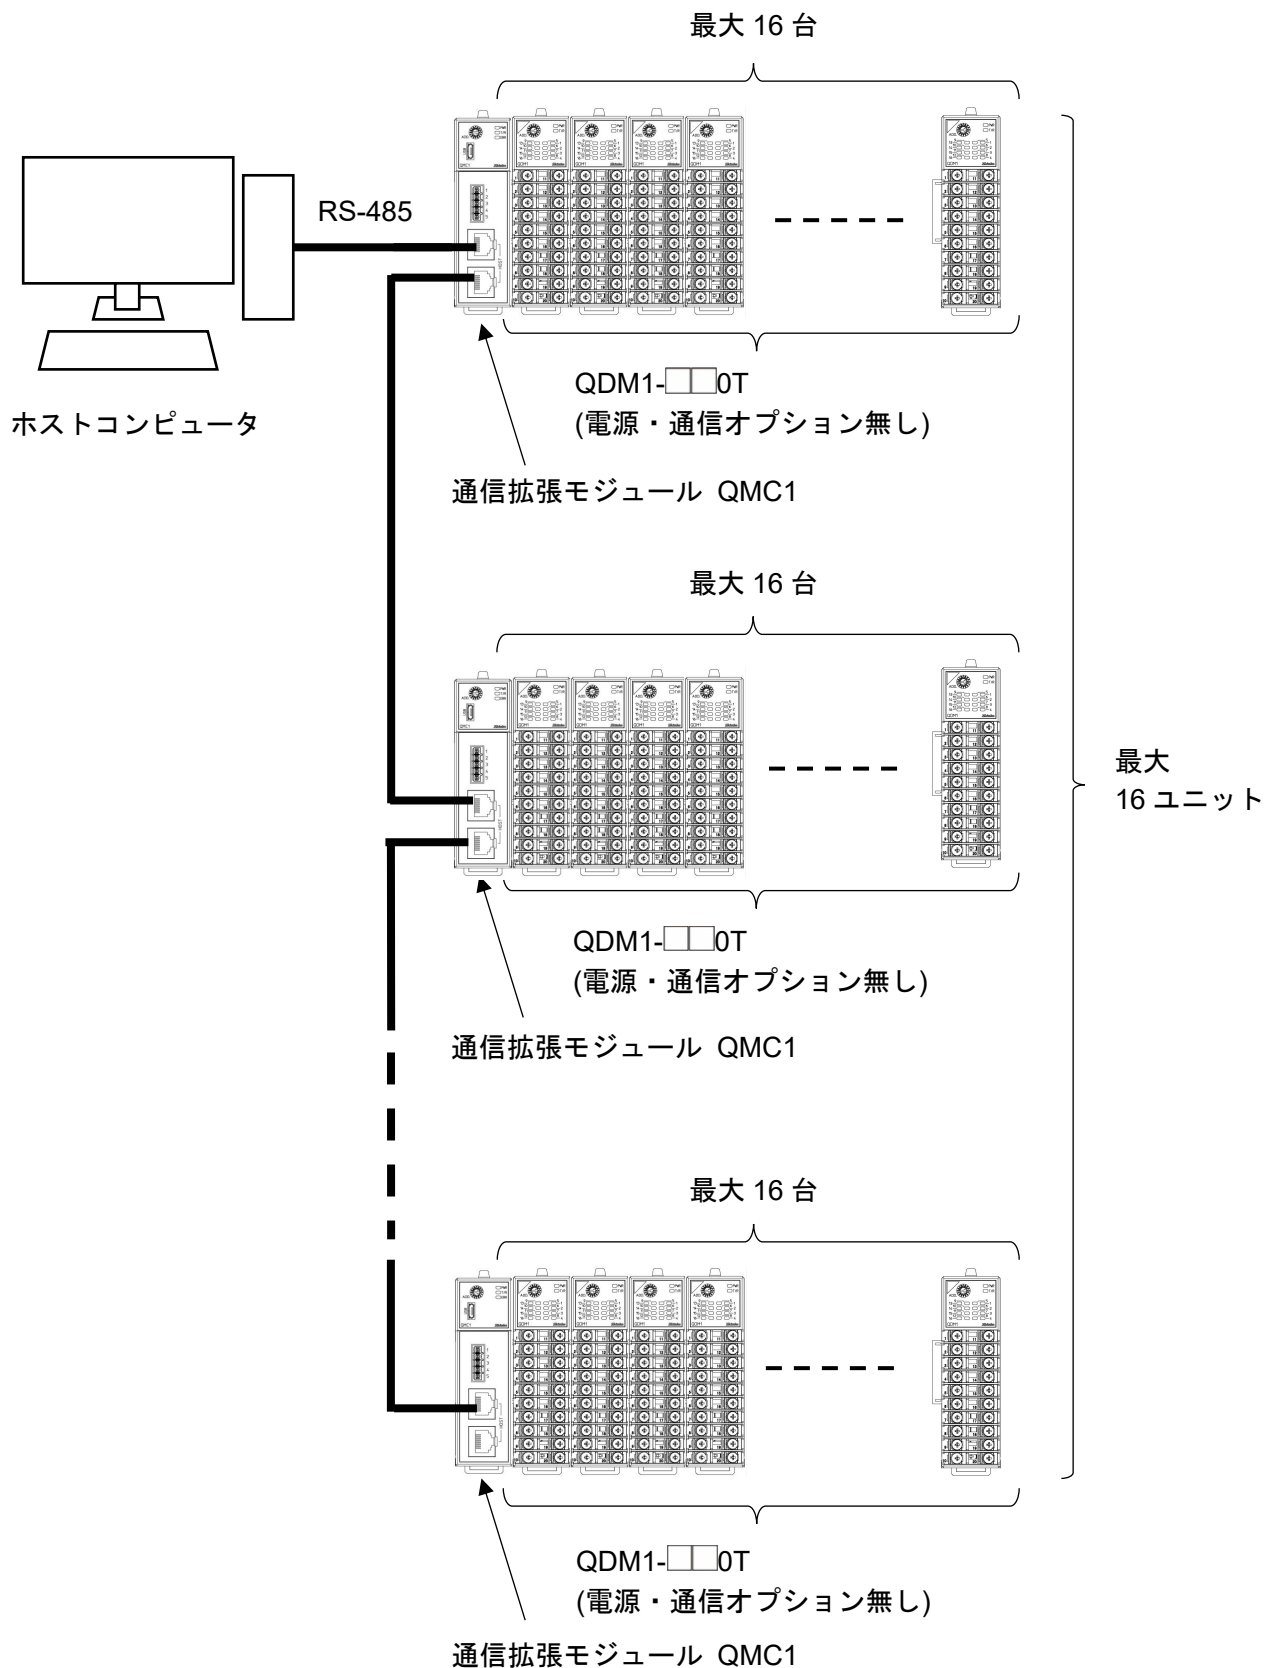 最大 16 台
RS-485
ホストコンピュータ
QDM1-□□0T
(電源・通信オプション無し)
通信拡張モジュール QMC1
最大 16 台
最大
16 ユニット
QDM1-□□0T
(電源・通信オプション無し)
通信拡張モジュール QMC1
最大 16 台
QDM1-□□0T
(電源・通信オプション無し)
通信拡張モジュール QMC1